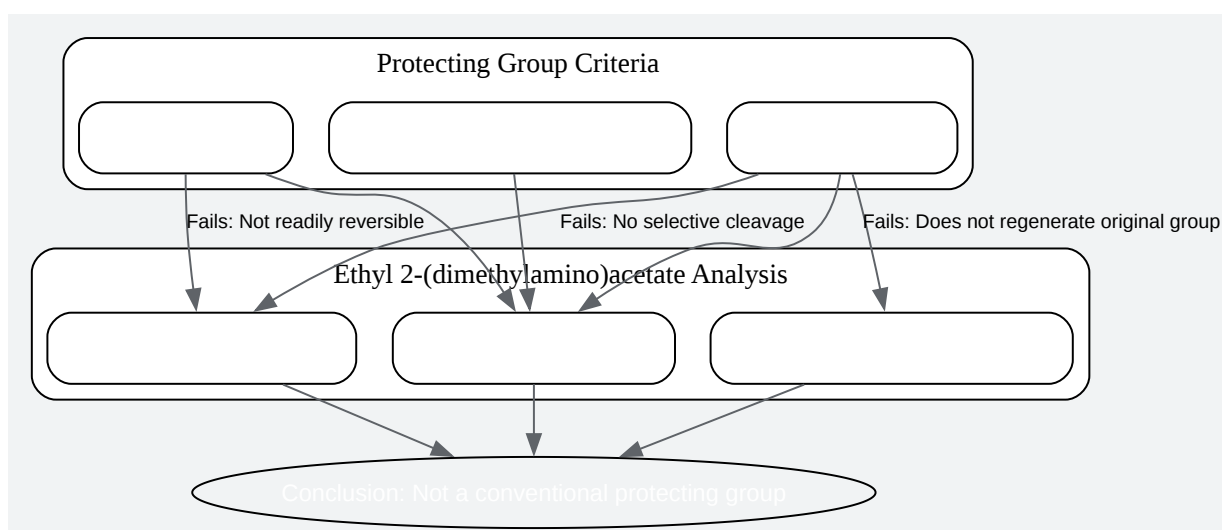 Protecting Group Criteria
Fails: Not readily reversible
Fails: No selective cleavage
Fails: Does not regenerate original group
Ethyl 2-(dimethylamino)acetate Analysis
Conclusion: Not a conventional protecting group